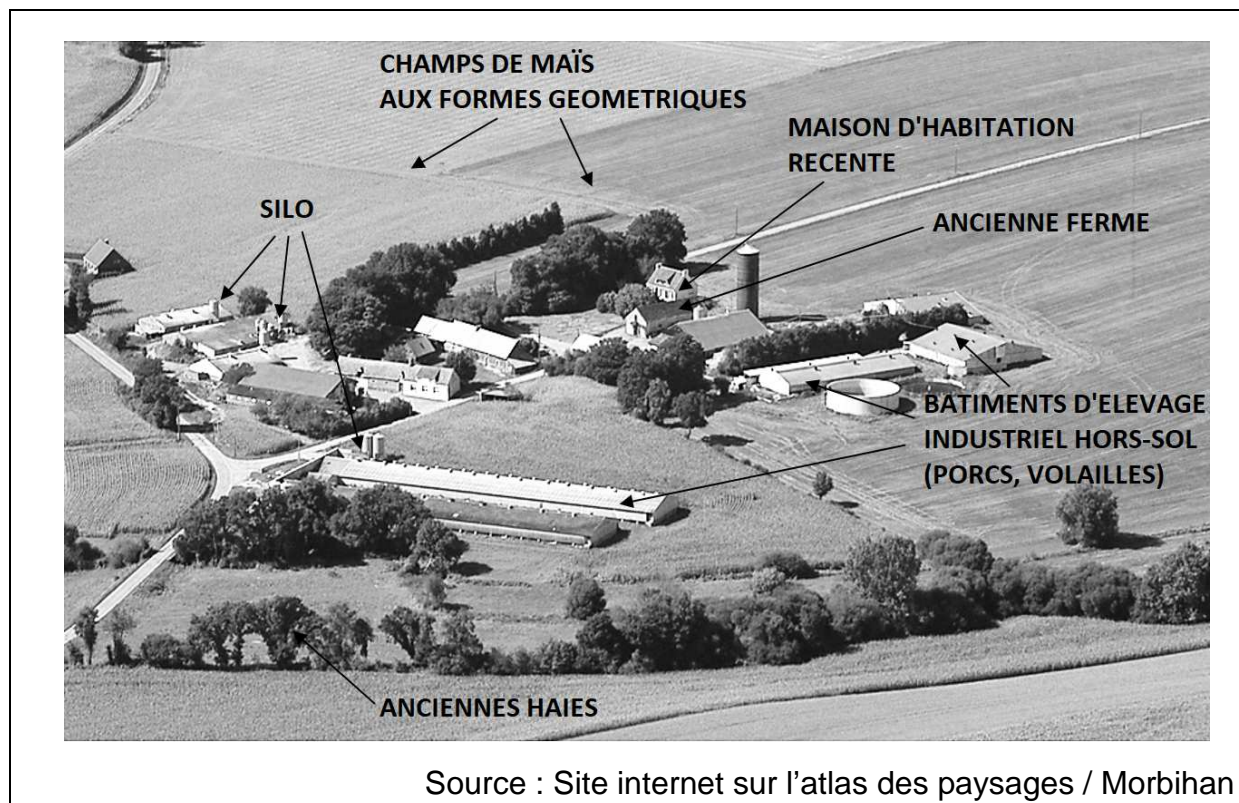 CHAMPS DE MAÏS
AUX FORMES GEOMETRIQUES
MAISON D'HABITATION
RECENTE
SILO
ANCIENNE FERME
BATIMENTS D'ELEVAGE
INDUSTRIEL HORS-SOL
(PORCS, VOLAILLES)
ANCIENNES HAIES
Source : Site internet sur l’atlas des paysages / Morbihan